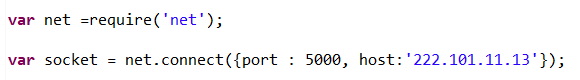 var net =require('net');
var socket = net.connect({port : 5000, host:'222.101.11.13'});